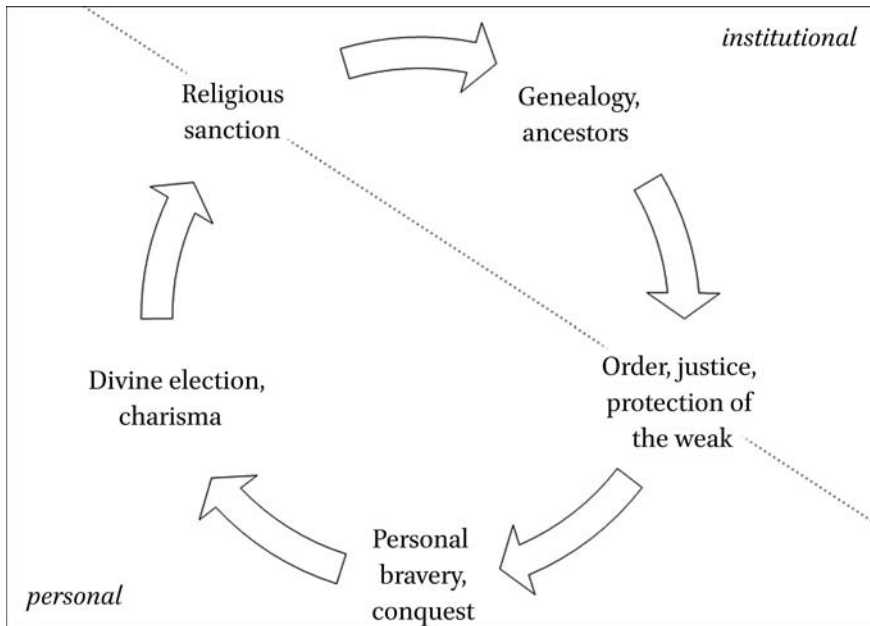 institutional
Religious
sanction
Genealogy,
ancestors
Order, justice,
protection of
the weak
Divine election,
charisma
Personal
bravery,
conquest
personal